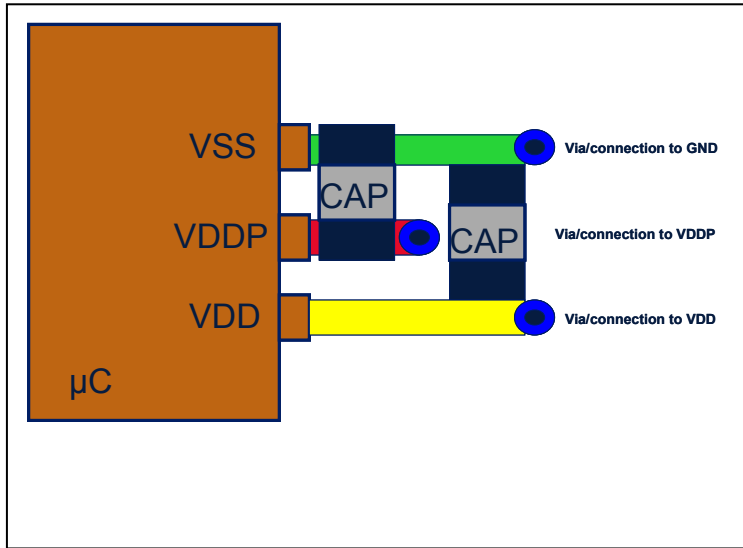 VSS
Via/connection to GND
CAP
VDDP
CAP
Via/connection to VDDP
VDD
Via/connection to VDD
µC